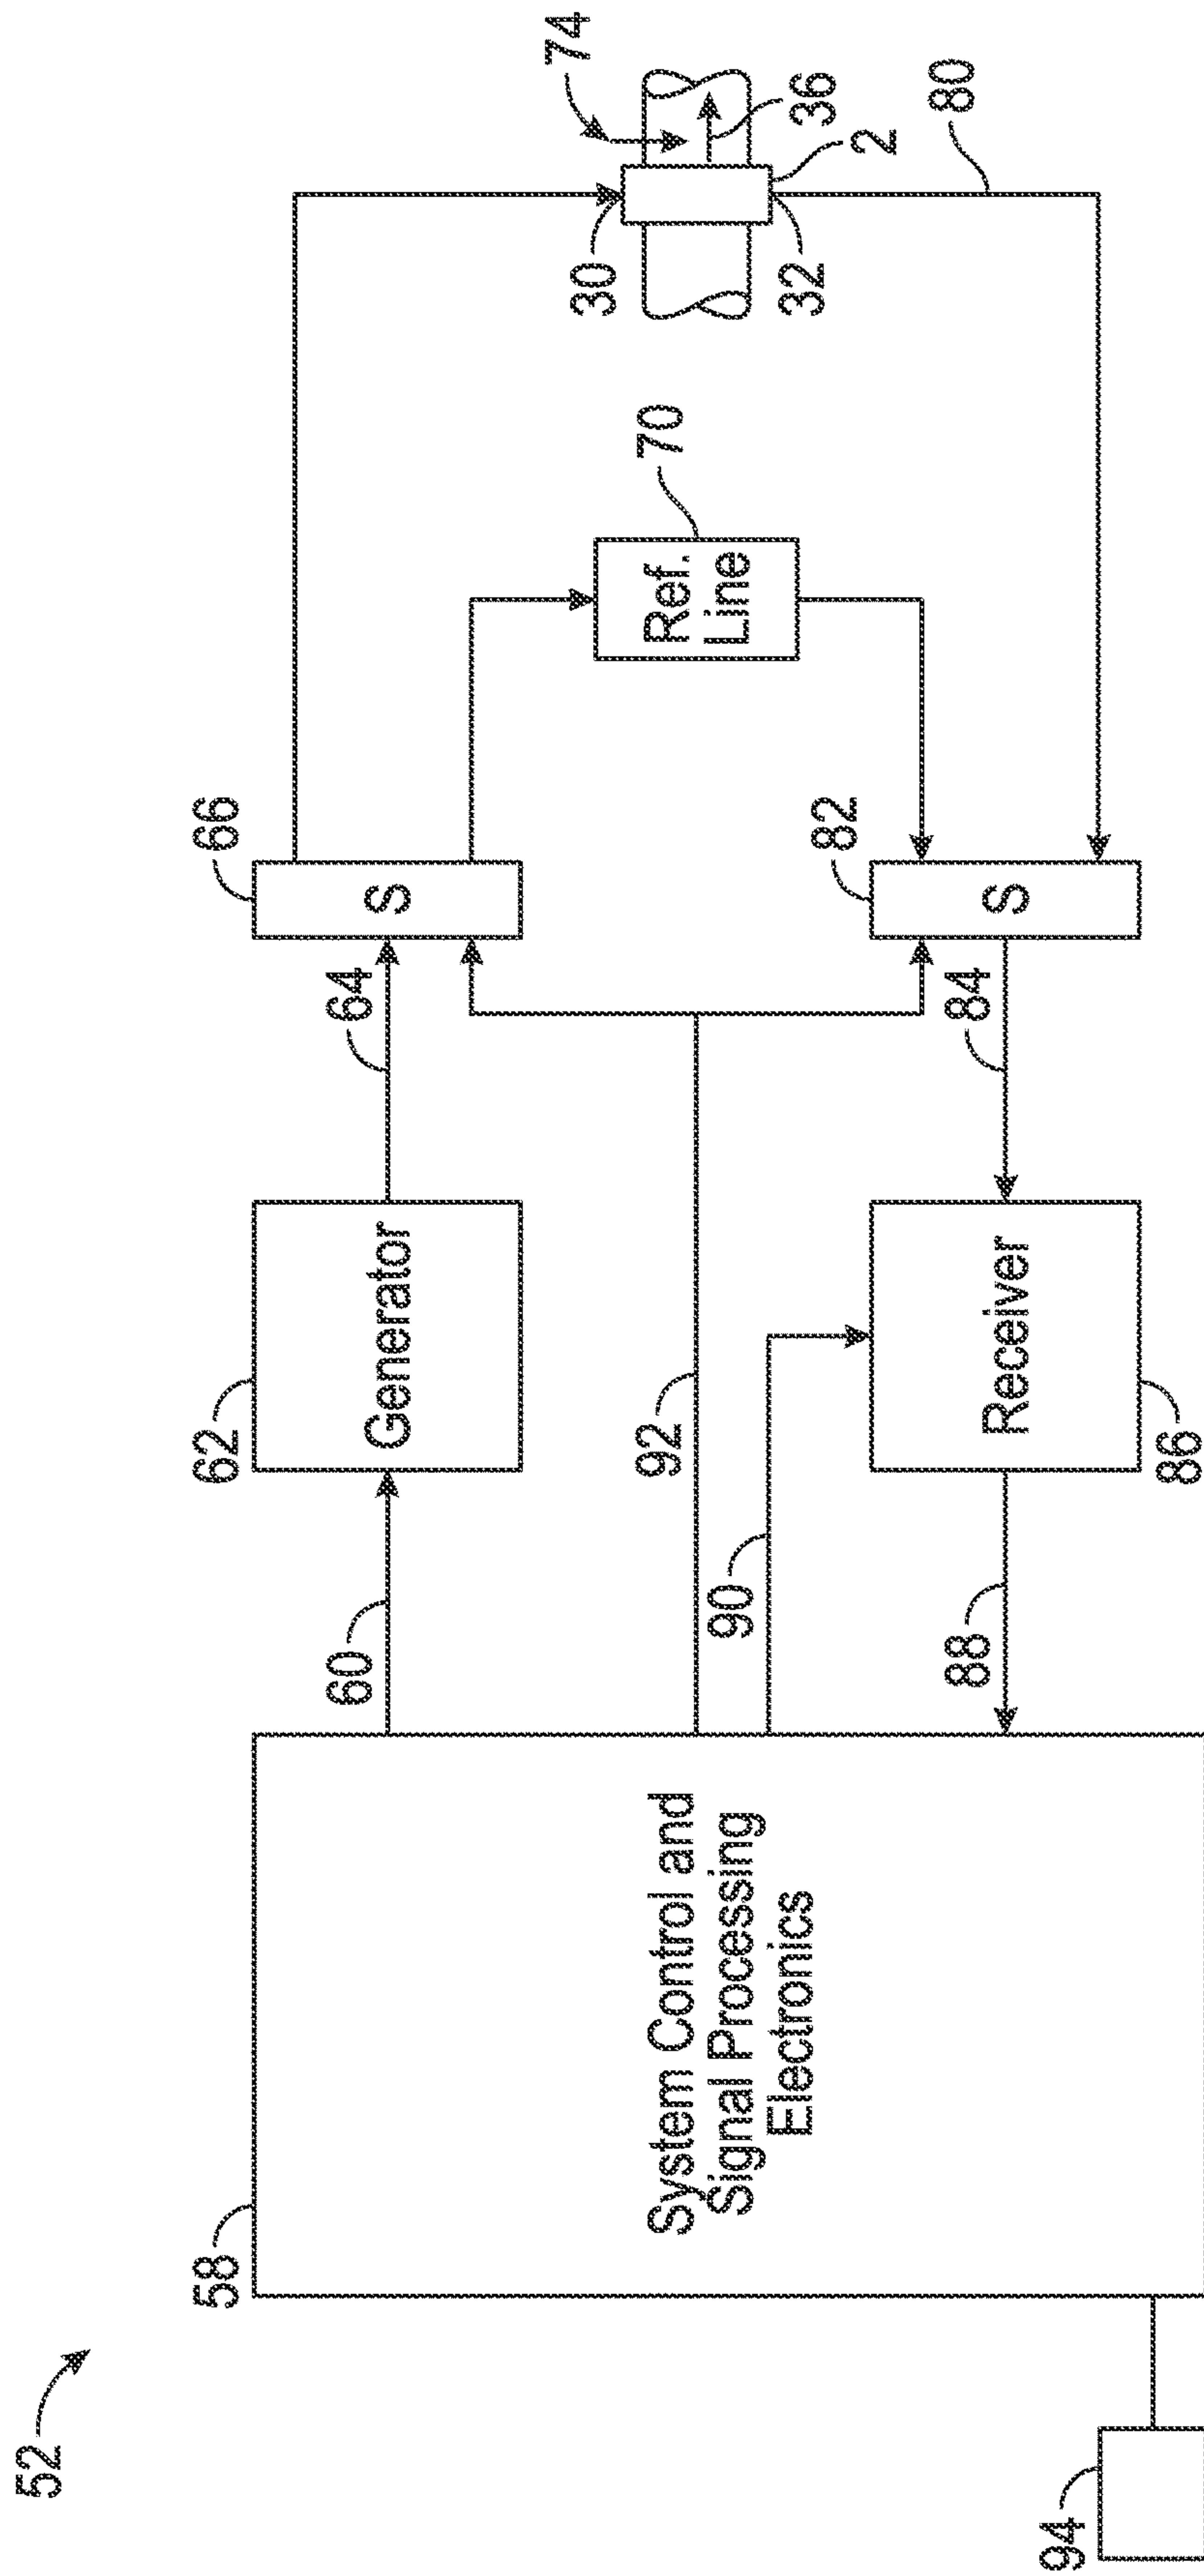 52
58
System Control and
Signal Processing
Electronics
94
60
62
Generator
64
66
S
92
90
88
Receiver
86
84
82
S
Ref.
Line
70
74
30
36
2
32
80